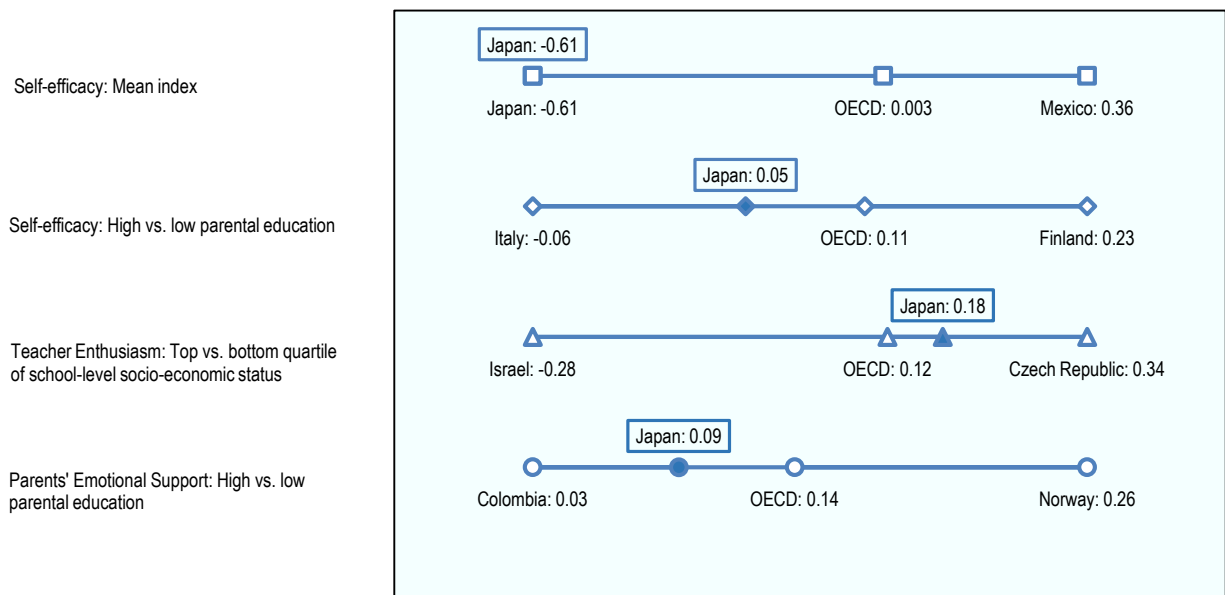 Japan: -0.61
Self-efficacy: Mean index
Japan: -0.61 OECD: 0.003 Mexico: 0.36
Japan: 0.05
Self-efficacy: High vs. low parental education
Italy: -0.06 OECD: 0.11 Finland: 0.23
Japan: 0.18
Teacher Enthusiasm: Top vs. bottom quartile
of school-level socio-economic status
Israel: -0.28 OECD: 0.12 Czech Republic: 0.34
Japan: 0.09
Parents' Emotional Support: High vs. low
parental education
Colombia: 0.03 OECD: 0.14 Norway: 0.26